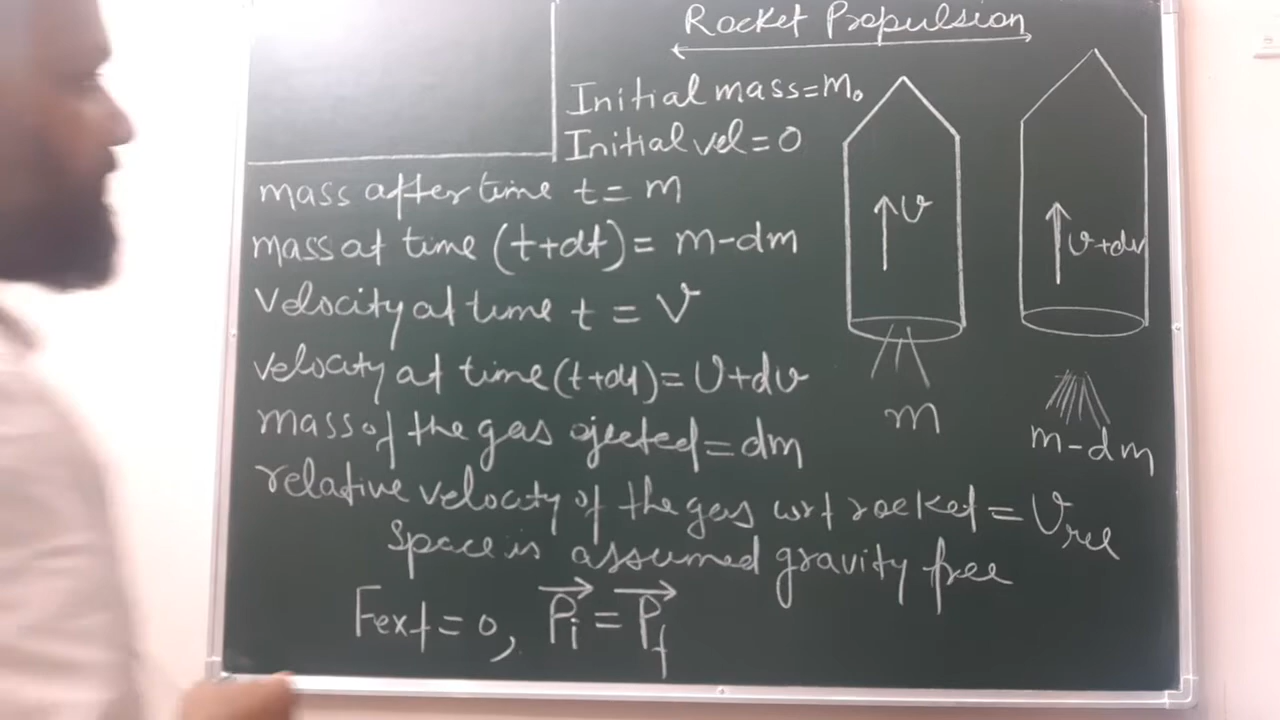 Rocket Propulsion
Initial mass = m₀
Initial vel = 0
mass after time t = m
mass at time (t+dt) = m-dm
Velocity at time t = v
velocity at time (t+dt) = v+dv
mass of the gas ejected = dm
relative velocity of the gas wrt rocket = v_rel
Space is assumed gravity free
Fext = 0, P⃗i = P⃗f
v
v+dv
m
m-dm